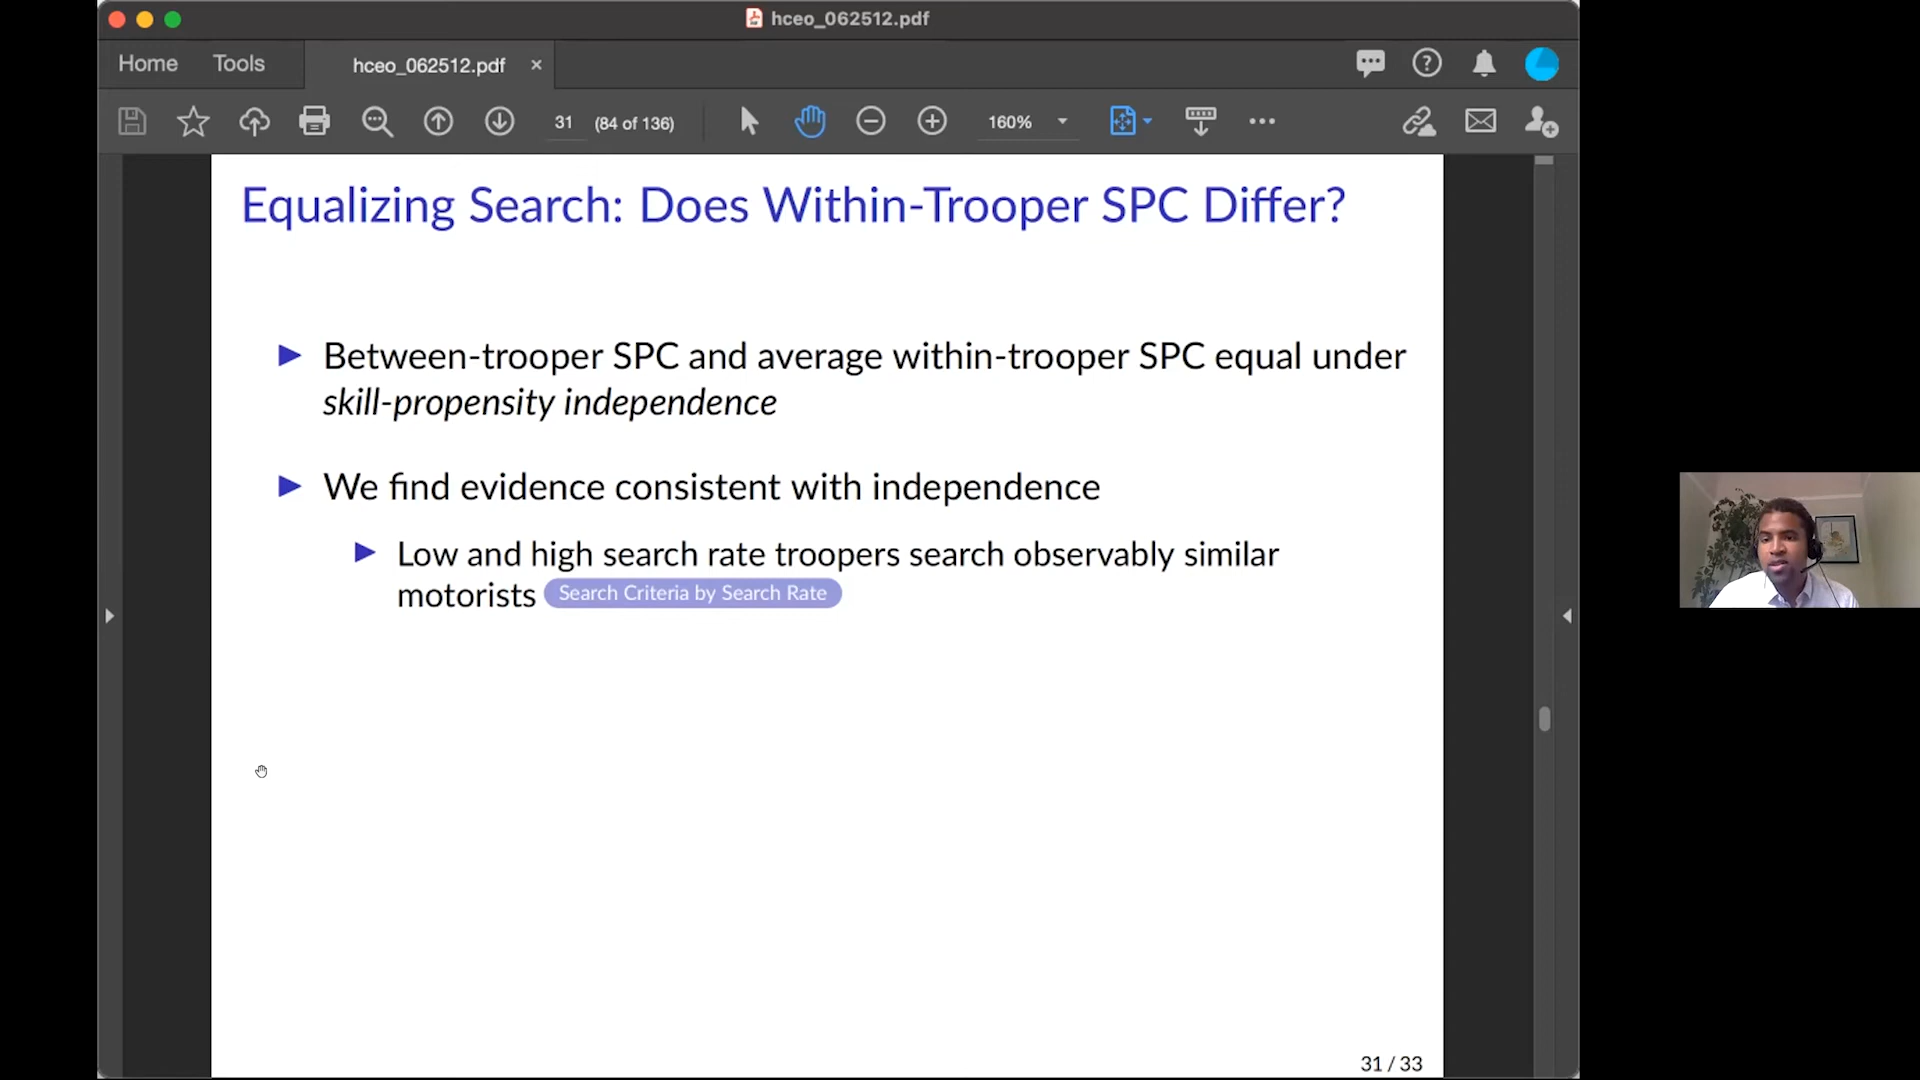 hceo_062512.pdf
Home Tools hceo_062512.pdf ×
31 (84 of 136) 160%
Equalizing Search: Does Within-Trooper SPC Differ?
Between-trooper SPC and average within-trooper SPC equal under
skill-propensity independence
We find evidence consistent with independence
Low and high search rate troopers search observably similar
motorists Search Criteria by Search Rate
31 / 33